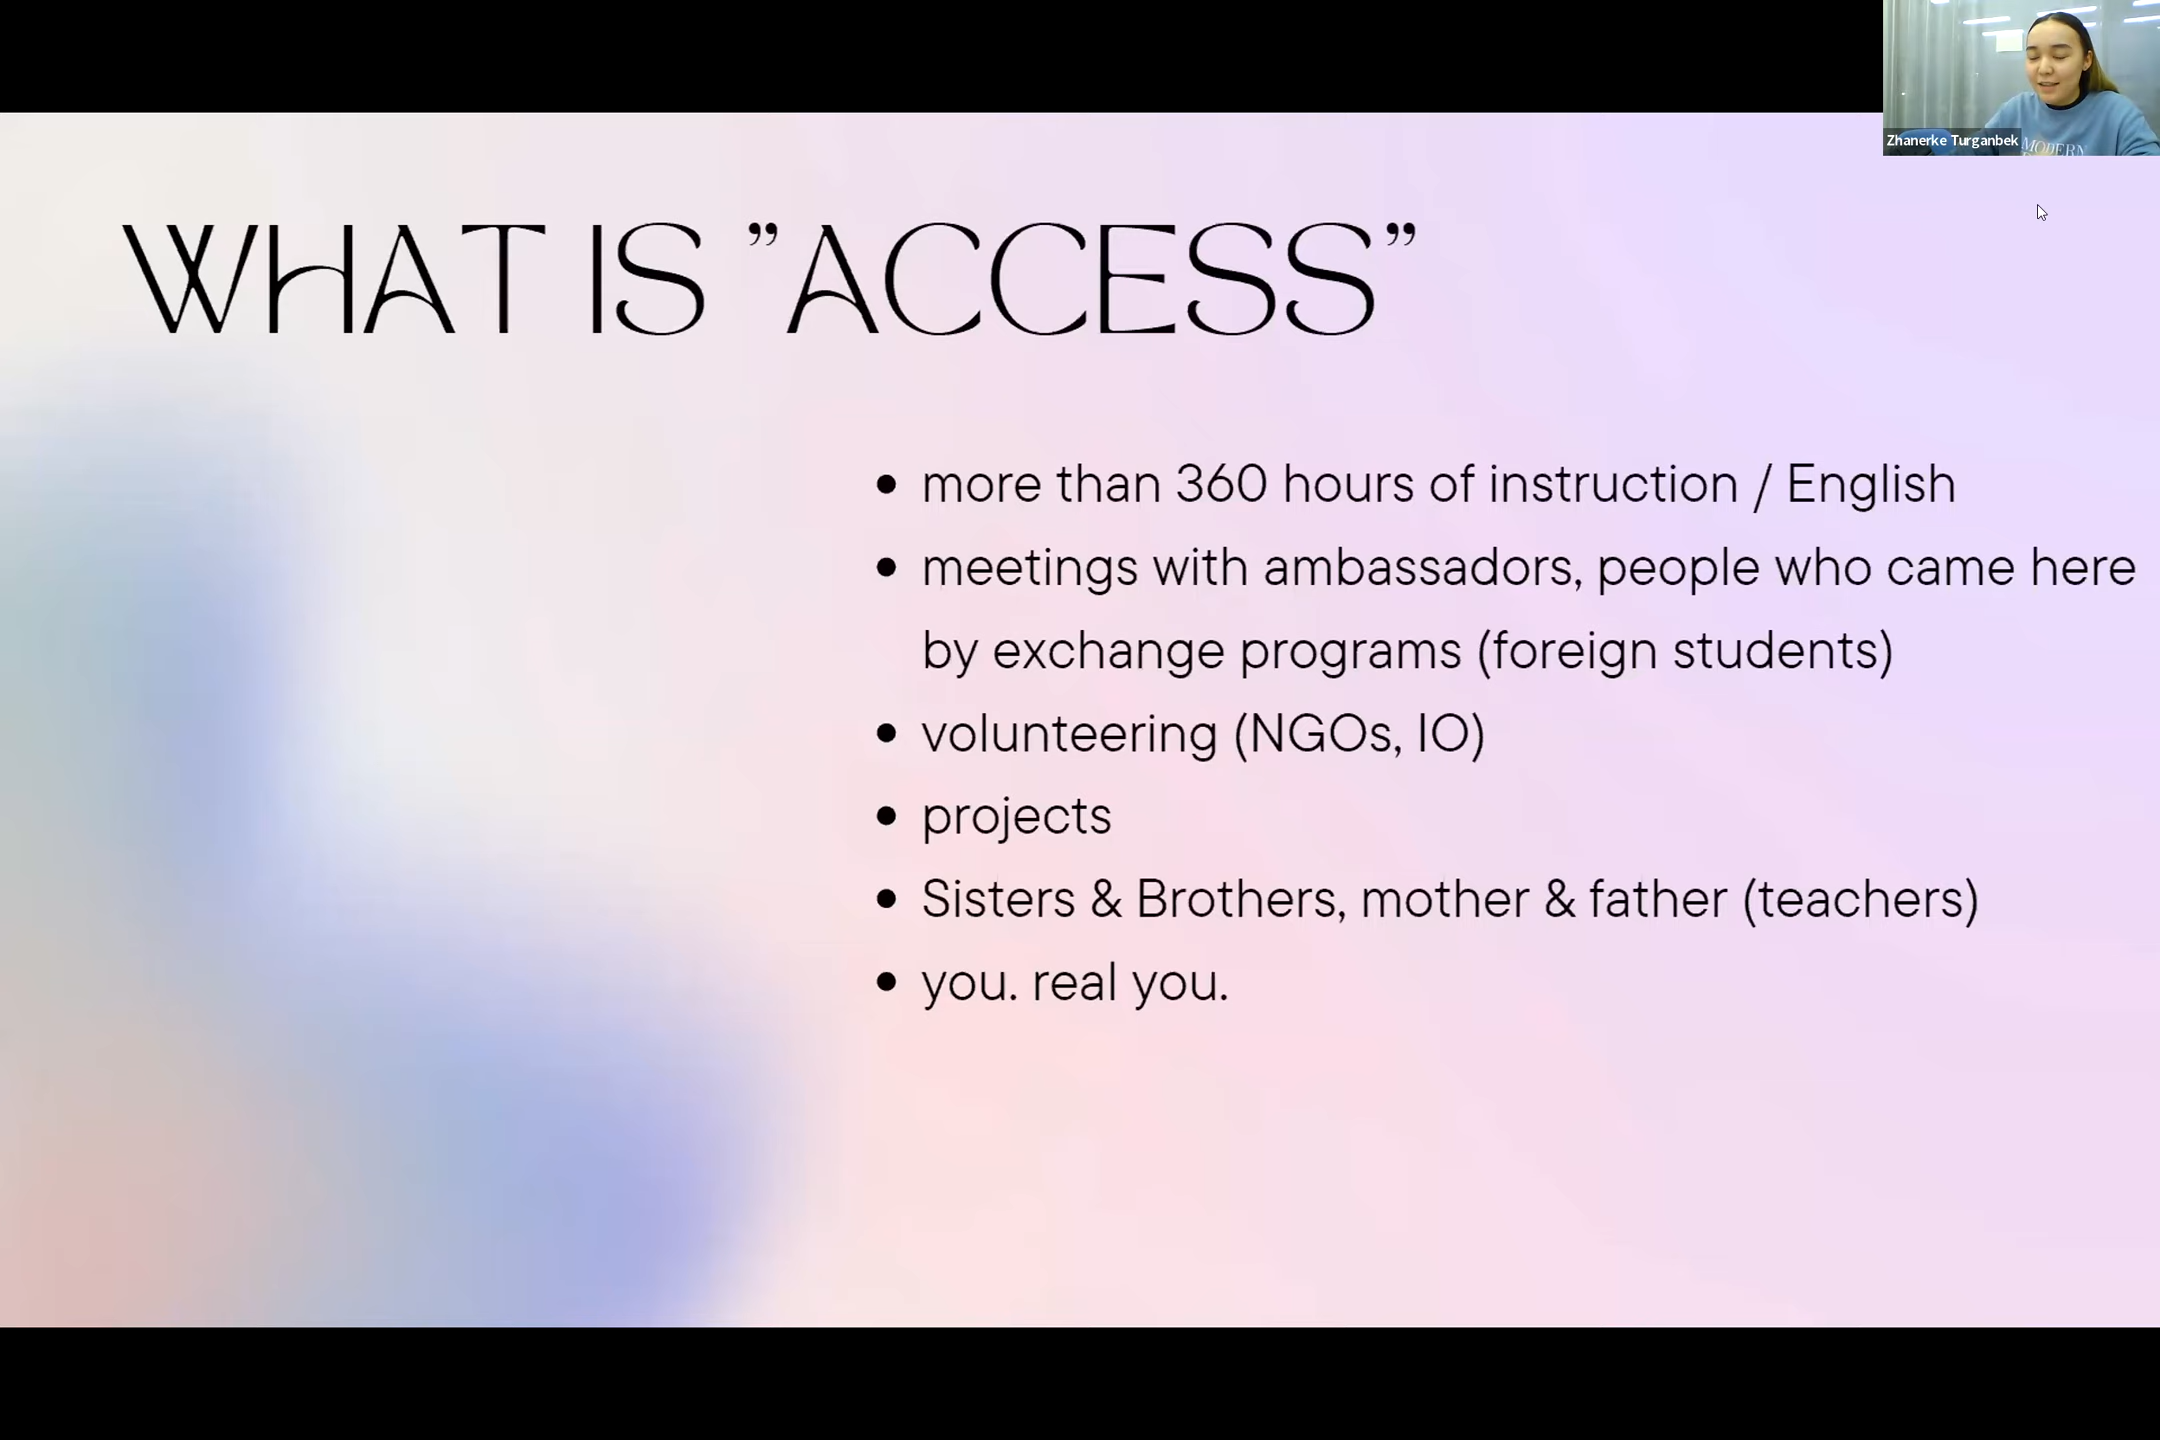 Zhanerke Turganbek
MODERN
WHAT IS ”ACCESS”
• more than 360 hours of instruction / English
• meetings with ambassadors, people who came here
by exchange programs (foreign students)
• volunteering (NGOs, IO)
• projects
• Sisters & Brothers, mother & father (teachers)
• you. real you.